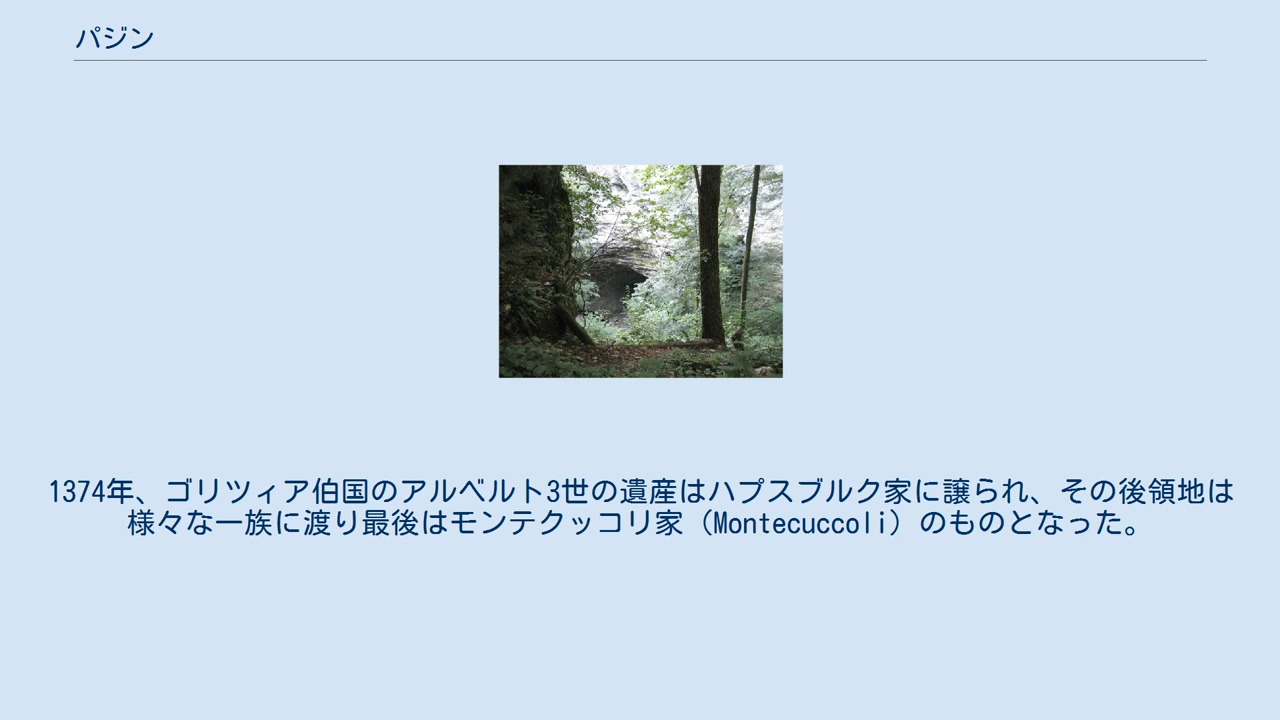 パジン
1374年、ゴリツィア伯国のアルベルト3世の遺産はハプスブルク家に譲られ、その後領地は
様々な一族に渡り最後はモンテクッコリ家（Montecuccoli）のものとなった。